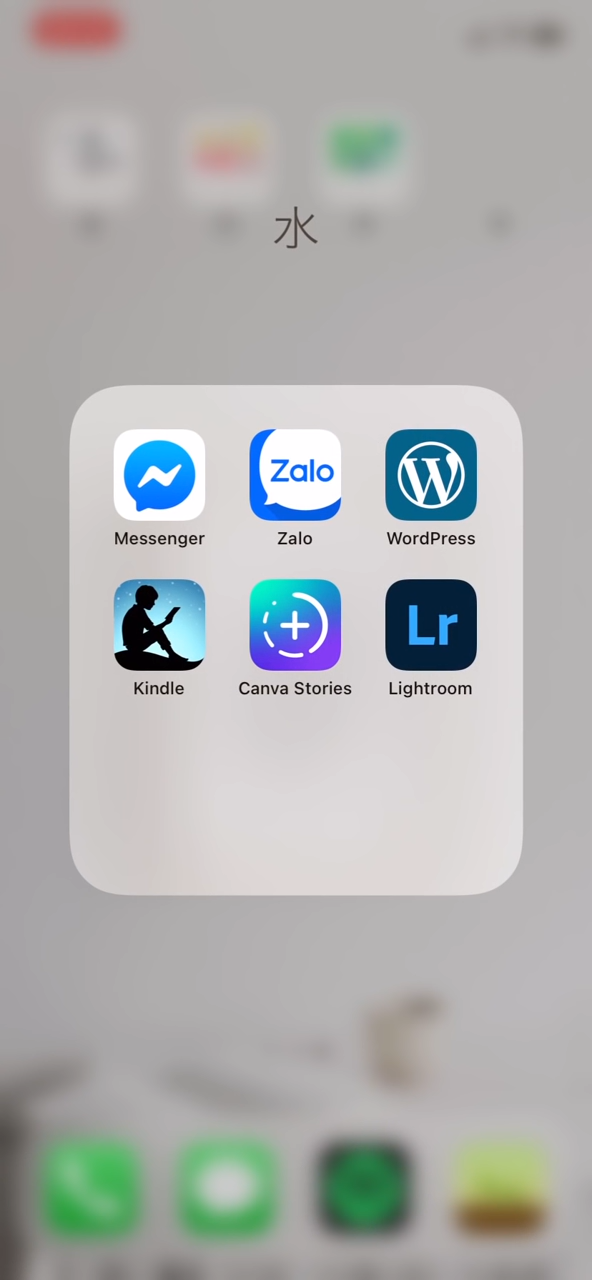 水
Zalo
Messenger
Zalo
WordPress
Lr
Kindle
Canva Stories
Lightroom